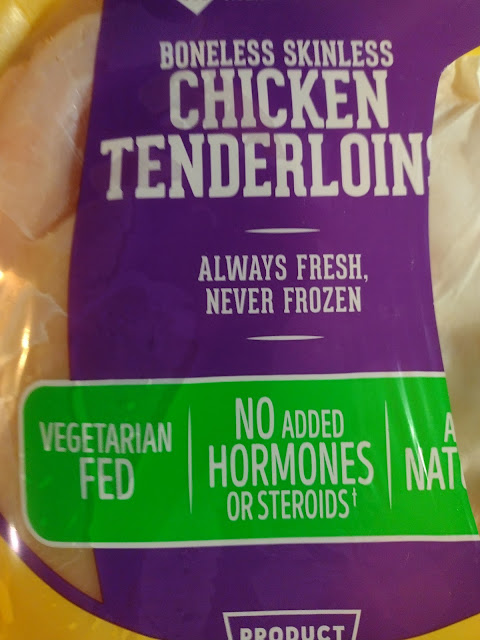 BONELESS SKINLESS
CHICKEN
TENDERLOINS
ALWAYS FRESH,
NEVER FROZEN
VEGETARIAN
FED
NO ADDED
HORMONES
OR STEROIDS†
PRODUCT